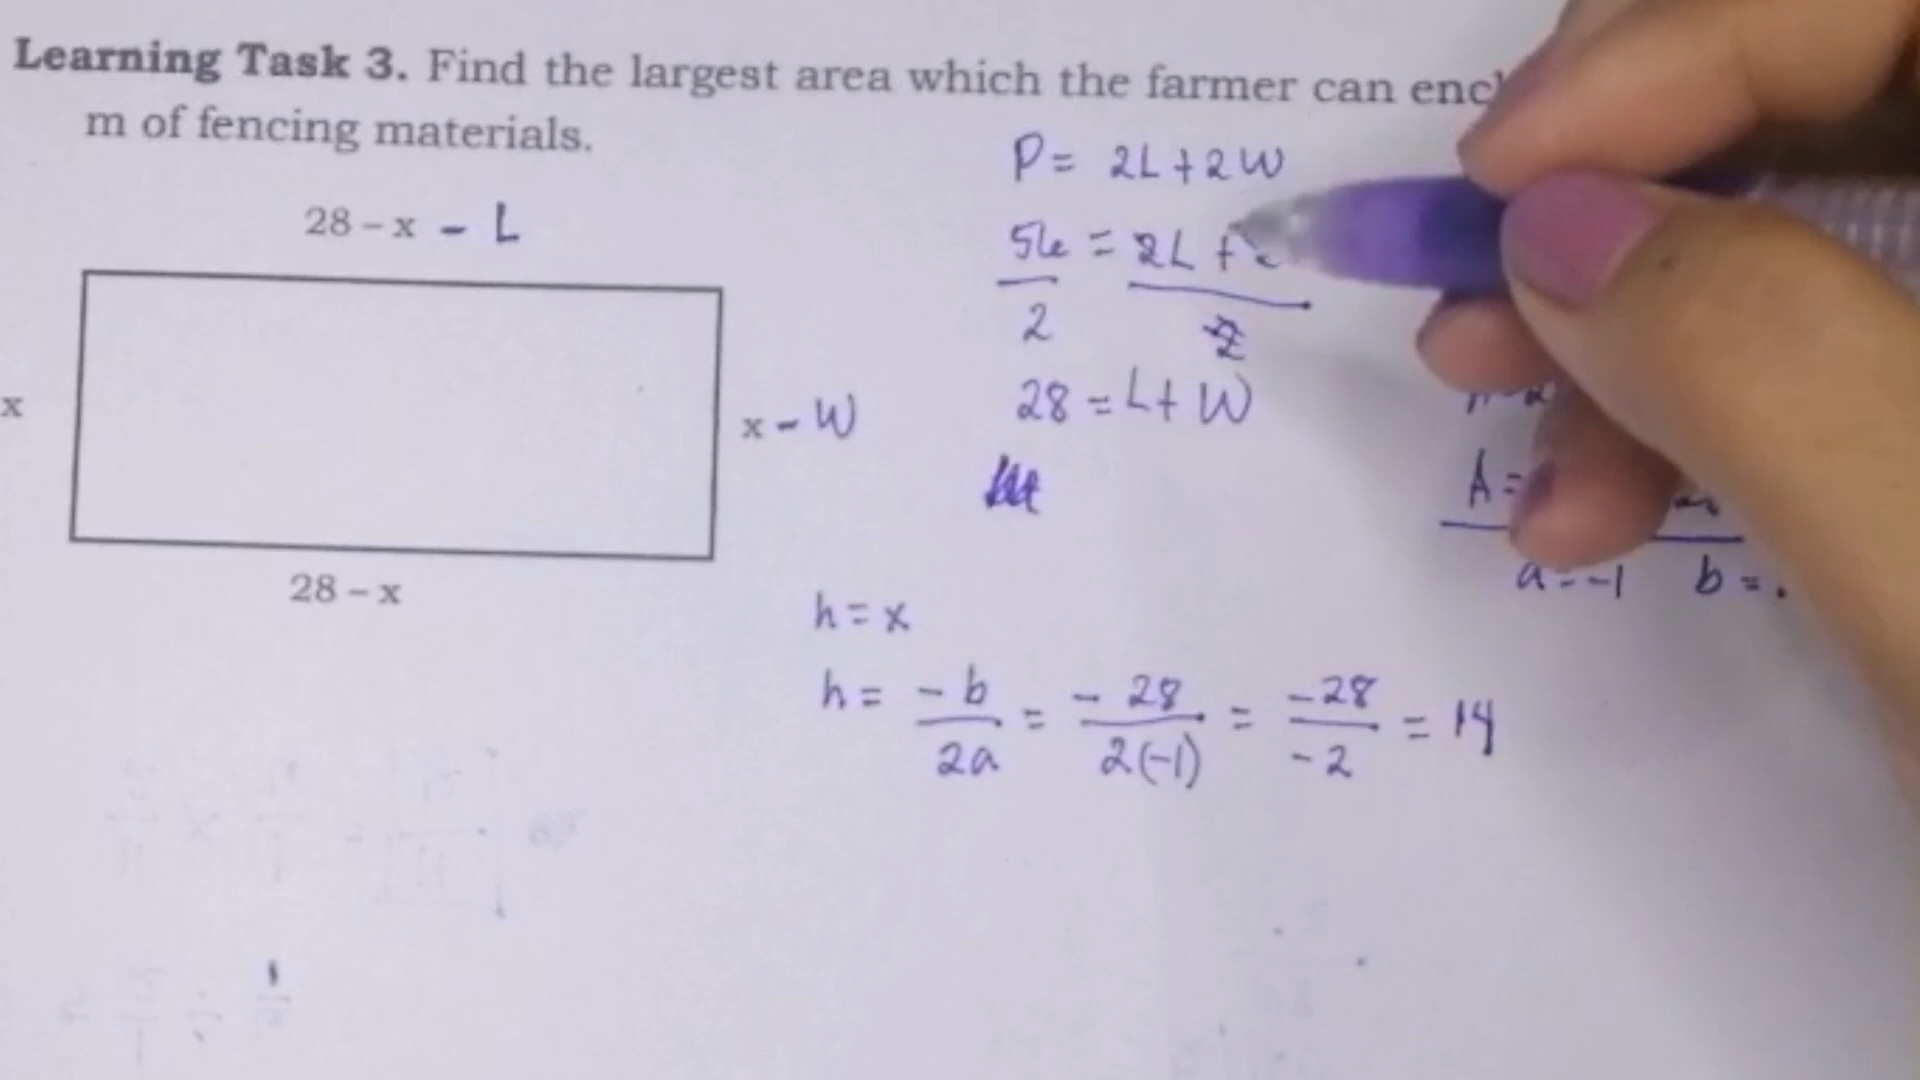 Learning Task 3. Find the largest area which the farmer can
m of fencing materials.
28 – x - L
x
x - W
28 – x
P = 2L + 2W
56 = 2L +
2 2
28 = L + W
A =
a = -1 b =
h = x
h = -b = -28 = -28 = 14
2a 2(-1) -2